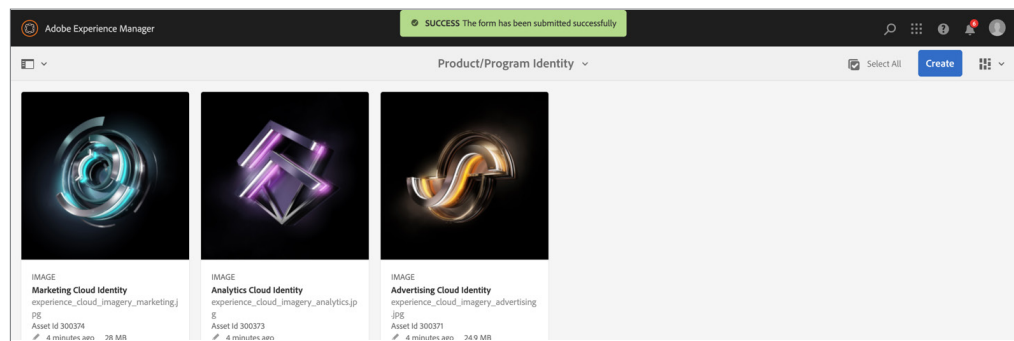 Adobe Experience Manager
SUCCESS The form has been submitted successfully
6
Product/Program Identity
Select All
Create
IMAGE
Marketing Cloud Identity
experience_cloud_imagery_marketing.j
pg
Asset Id 300374
4 minutes ago 28 MB
IMAGE
Analytics Cloud Identity
experience_cloud_imagery_analytics.jp
g
Asset Id 300373
4 minutes ago
IMAGE
Advertising Cloud Identity
experience_cloud_imagery_advertising
.jpg
Asset Id 300371
4 minutes ago 24.9 MB